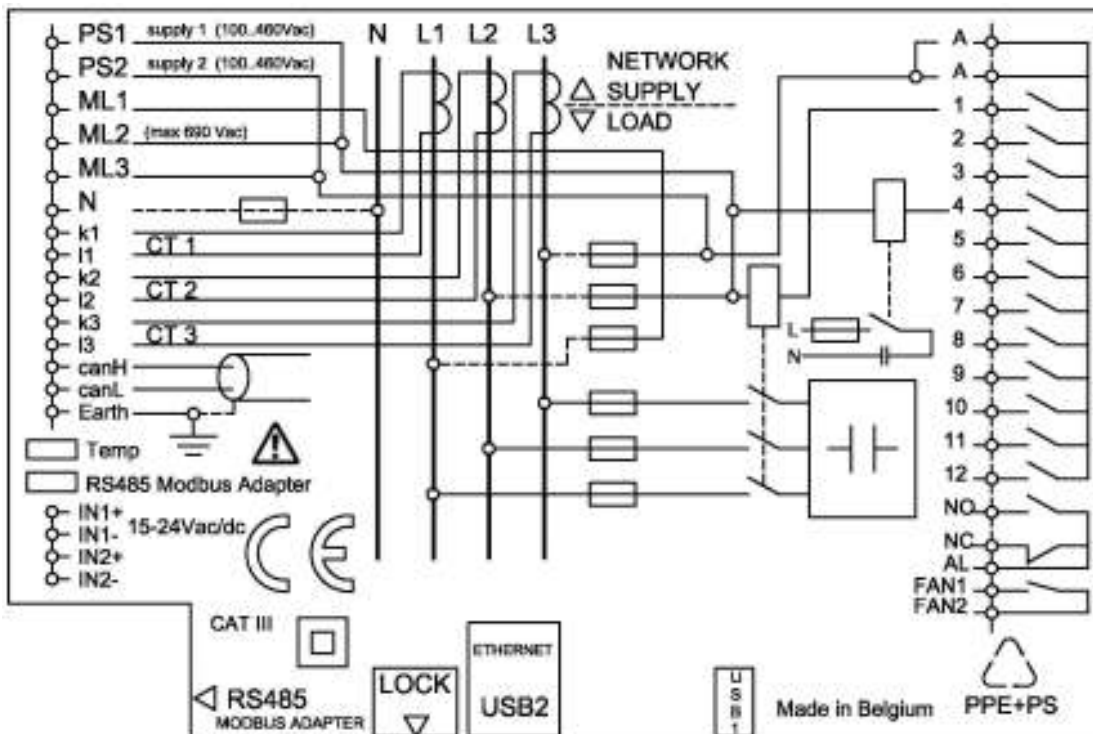 PS1 supply 1 (100..460Vac)
PS2 supply 2 (100..460Vac)
ML1
ML2 (max 690 Vac)
ML3
N
k1
l1 CT 1
k2
l2 CT 2
k3
l3 CT 3
canH
canL
Earth
Temp
RS485 Modbus Adapter
IN1+
IN1- 15-24Vac/dc
IN2+
IN2-
N L1 L2 L3
NETWORK
SUPPLY
LOAD
L
N
A
A
1
2
3
4
5
6
7
8
9
10
11
12
NO
NC
AL
FAN1
FAN2
CE
CAT III
RS485
MODBUS ADAPTER
LOCK
ETHERNET
USB2
USB1
Made in Belgium
PPE+PS